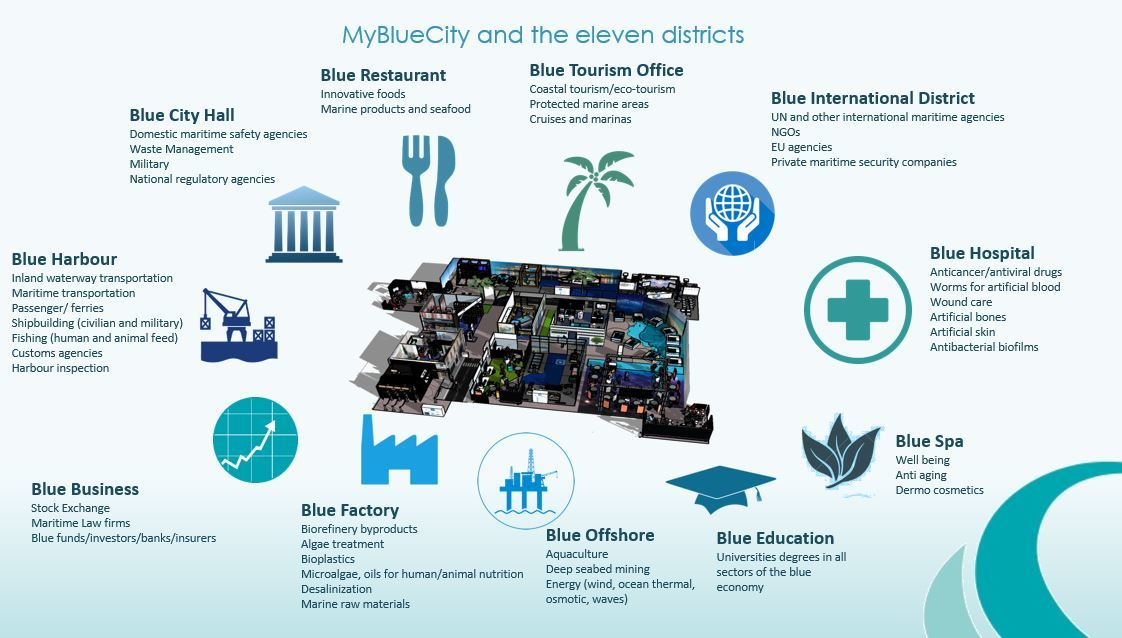 MyBlueCity and the eleven districts
Blue Restaurant
Innovative foods
Marine products and seafood
Blue Tourism Office
Coastal tourism/eco-tourism
Protected marine areas
Cruises and marinas
Blue International District
UN and other international maritime agencies
NGOs
EU agencies
Private maritime security companies
Blue City Hall
Domestic maritime safety agencies
Waste Management
Military
National regulatory agencies
Blue Harbour
Inland waterway transportation
Maritime transportation
Passenger/ ferries
Shipbuilding (civilian and military)
Fishing (human and animal feed)
Customs agencies
Harbour inspection
Blue Hospital
Anticancer/antiviral drugs
Worms for artificial blood
Wound care
Artificial bones
Artificial skin
Antibacterial biofilms
Blue Spa
Well being
Anti aging
Dermo cosmetics
Blue Business
Stock Exchange
Maritime Law firms
Blue funds/investors/banks/insurers
Blue Factory
Biorefinery byproducts
Algae treatment
Bioplastics
Microalgae, oils for human/animal nutrition
Desalinization
Marine raw materials
Blue Offshore
Aquaculture
Deep seabed mining
Energy (wind, ocean thermal,
osmotic, waves)
Blue Education
Universities degrees in all
sectors of the blue
economy